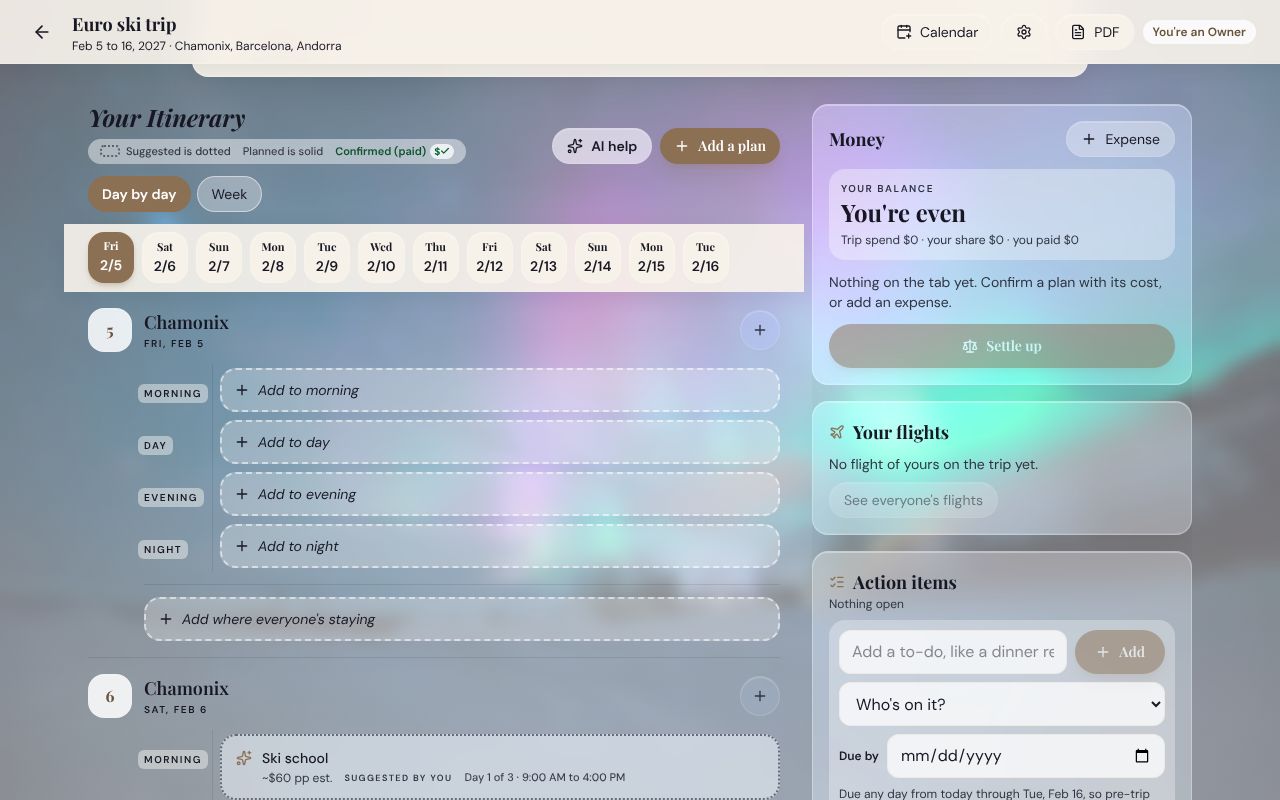 Euro ski trip
Feb 5 to 16, 2027 · Chamonix, Barcelona, Andorra
Calendar
PDF
You're an Owner
Your Itinerary
Suggested is dotted Planned is solid Confirmed (paid) $✓
AI help
+ Add a plan
Day by day
Week
Fri 2/5
Sat 2/6
Sun 2/7
Mon 2/8
Tue 2/9
Wed 2/10
Thu 2/11
Fri 2/12
Sat 2/13
Sun 2/14
Mon 2/15
Tue 2/16
5
Chamonix
FRI, FEB 5
+
MORNING
+ Add to morning
DAY
+ Add to day
EVENING
+ Add to evening
NIGHT
+ Add to night
+ Add where everyone's staying
6
Chamonix
SAT, FEB 6
+
MORNING
Ski school
~$60 pp est. SUGGESTED BY YOU Day 1 of 3 · 9:00 AM to 4:00 PM
Money
+ Expense
YOUR BALANCE
You're even
Trip spend $0 · your share $0 · you paid $0
Nothing on the tab yet. Confirm a plan with its cost,
or add an expense.
Settle up
Your flights
No flight of yours on the trip yet.
See everyone's flights
Action items
Nothing open
Add a to-do, like a dinner re
+ Add
Who's on it?
Due by
mm/dd/yyyy
Due any day from today through Tue, Feb 16, so pre-trip